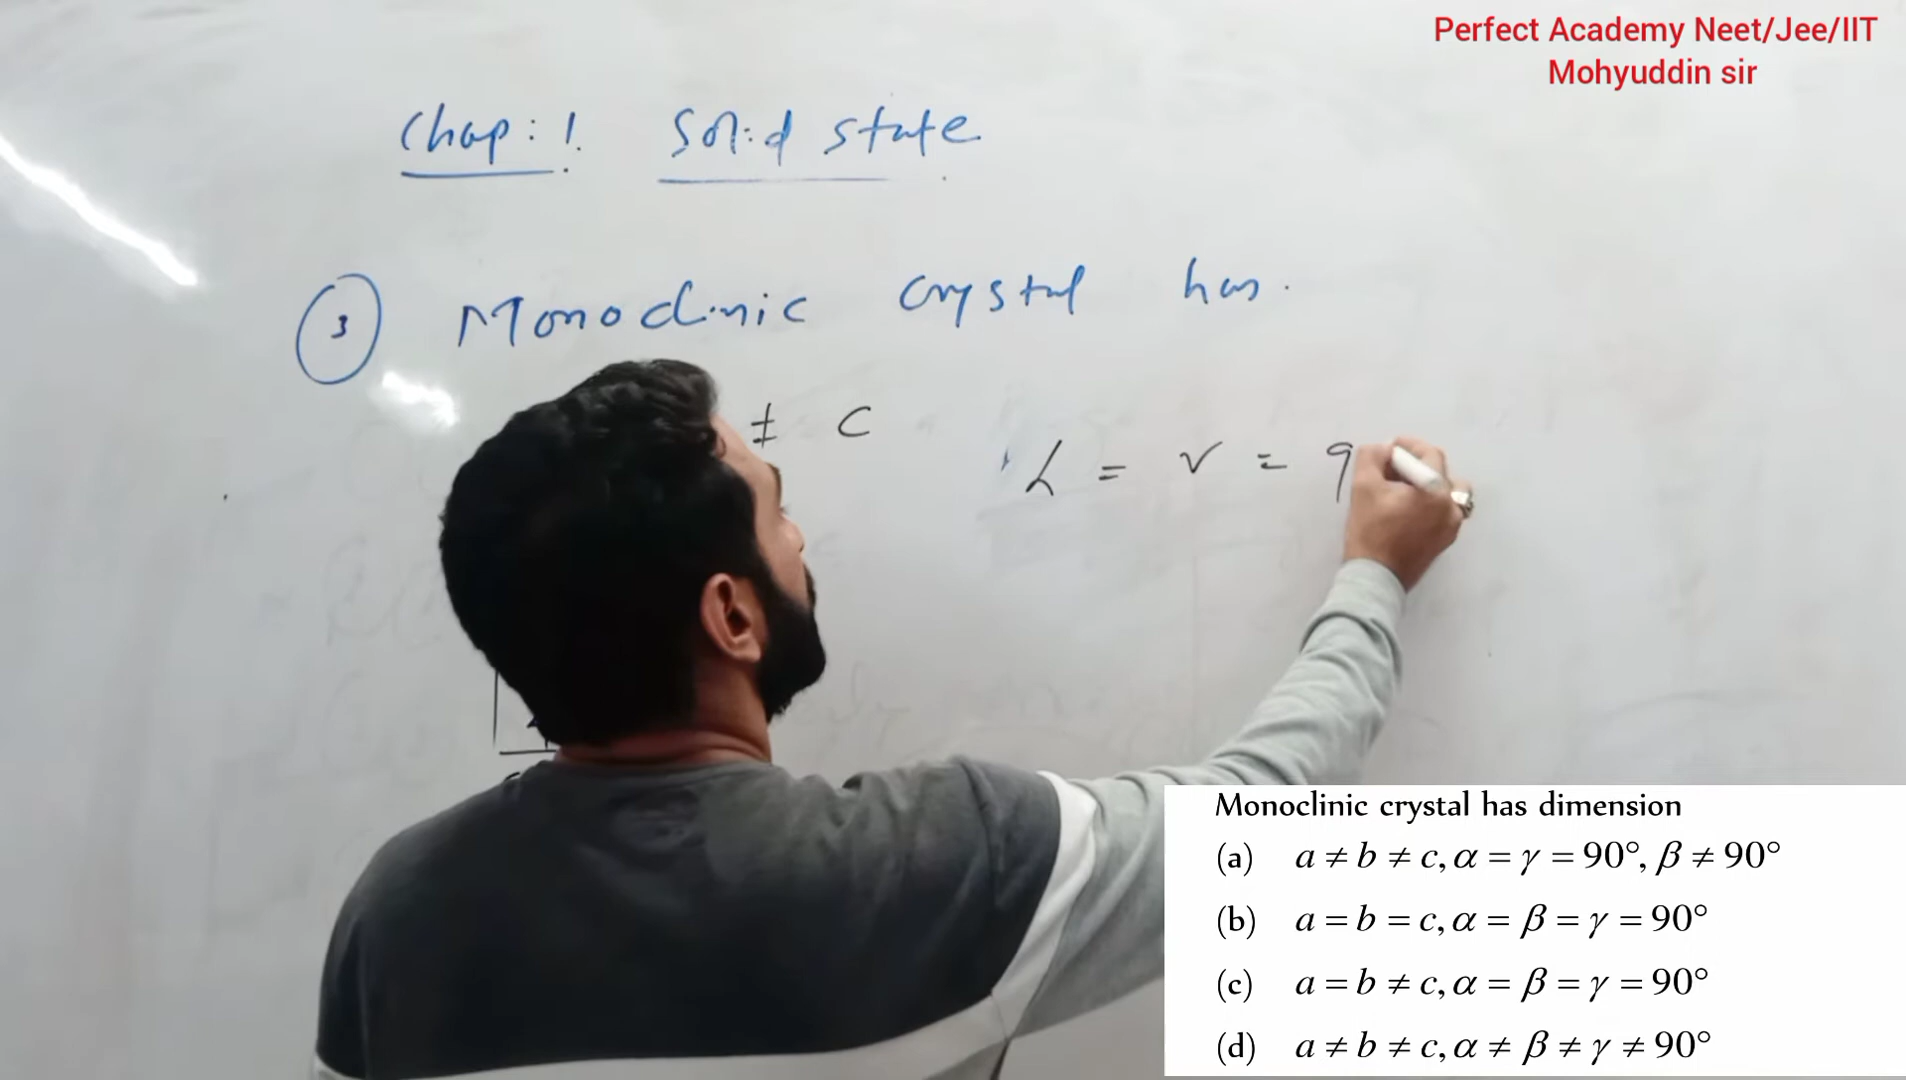 Perfect Academy Neet/Jee/IIT
Mohyuddin sir
Chap: 1. Solid state
3 Monoclinic crystal has.
≠ c α = γ = 9
Monoclinic crystal has dimension
(a) a ≠ b ≠ c, α = γ = 90°, β ≠ 90°
(b) a = b = c, α = β = γ = 90°
(c) a = b ≠ c, α = β = γ = 90°
(d) a ≠ b ≠ c, α ≠ β ≠ γ ≠ 90°